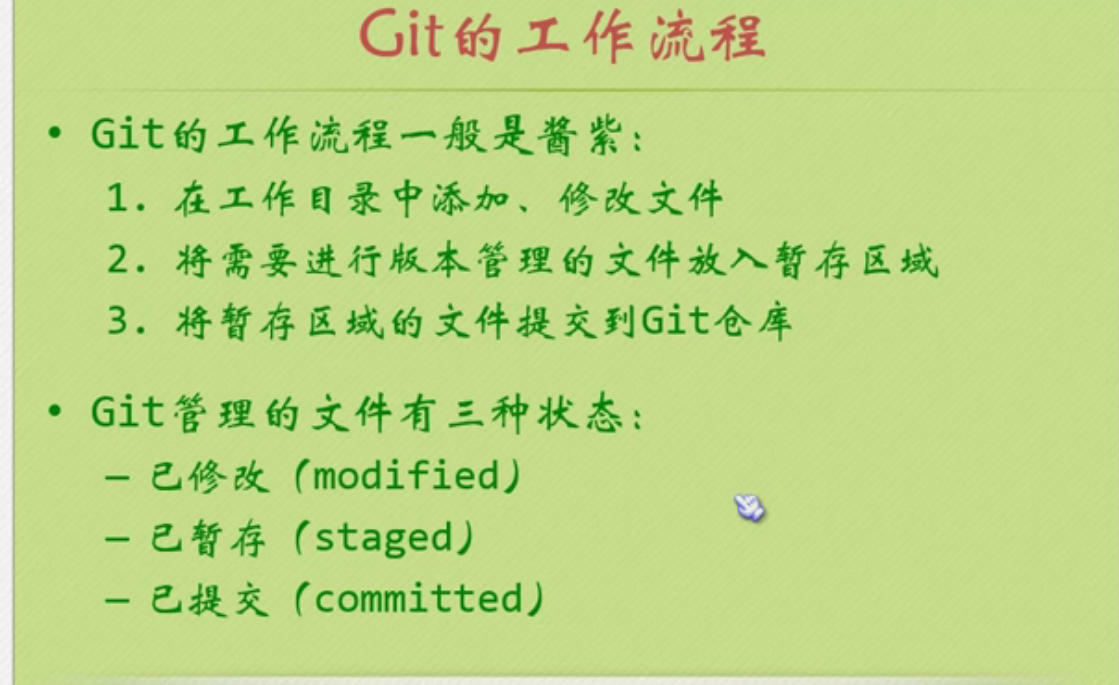 Git的工作流程
• Git的工作流程一般是酱紫：
1. 在工作目录中添加、修改文件
2. 将需要进行版本管理的文件放入暂存区域
3. 将暂存区域的文件提交到Git仓库
• Git管理的文件有三种状态：
– 已修改（modified）
– 已暂存（staged）
– 已提交（committed）